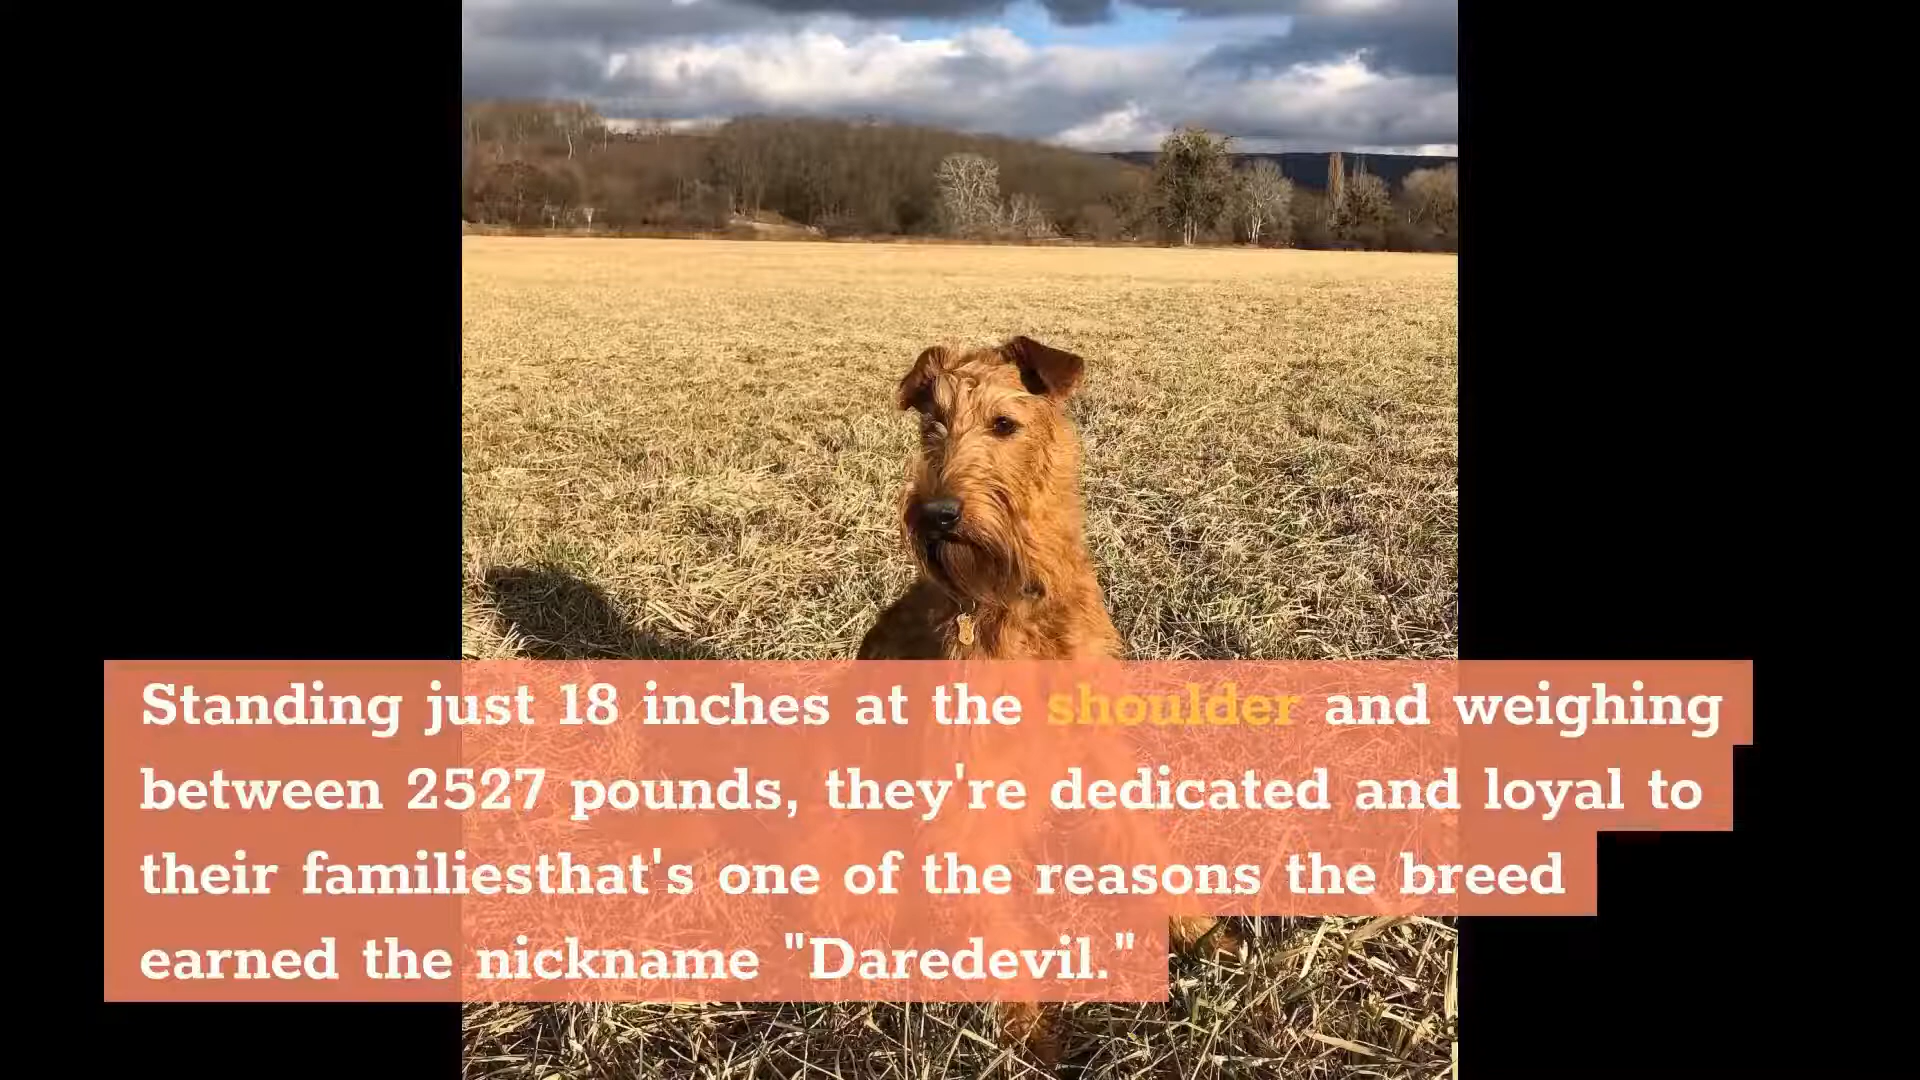 Standing just 18 inches at the shoulder and weighing
between 2527 pounds, they're dedicated and loyal to
their familiesthat's one of the reasons the breed
earned the nickname "Daredevil."